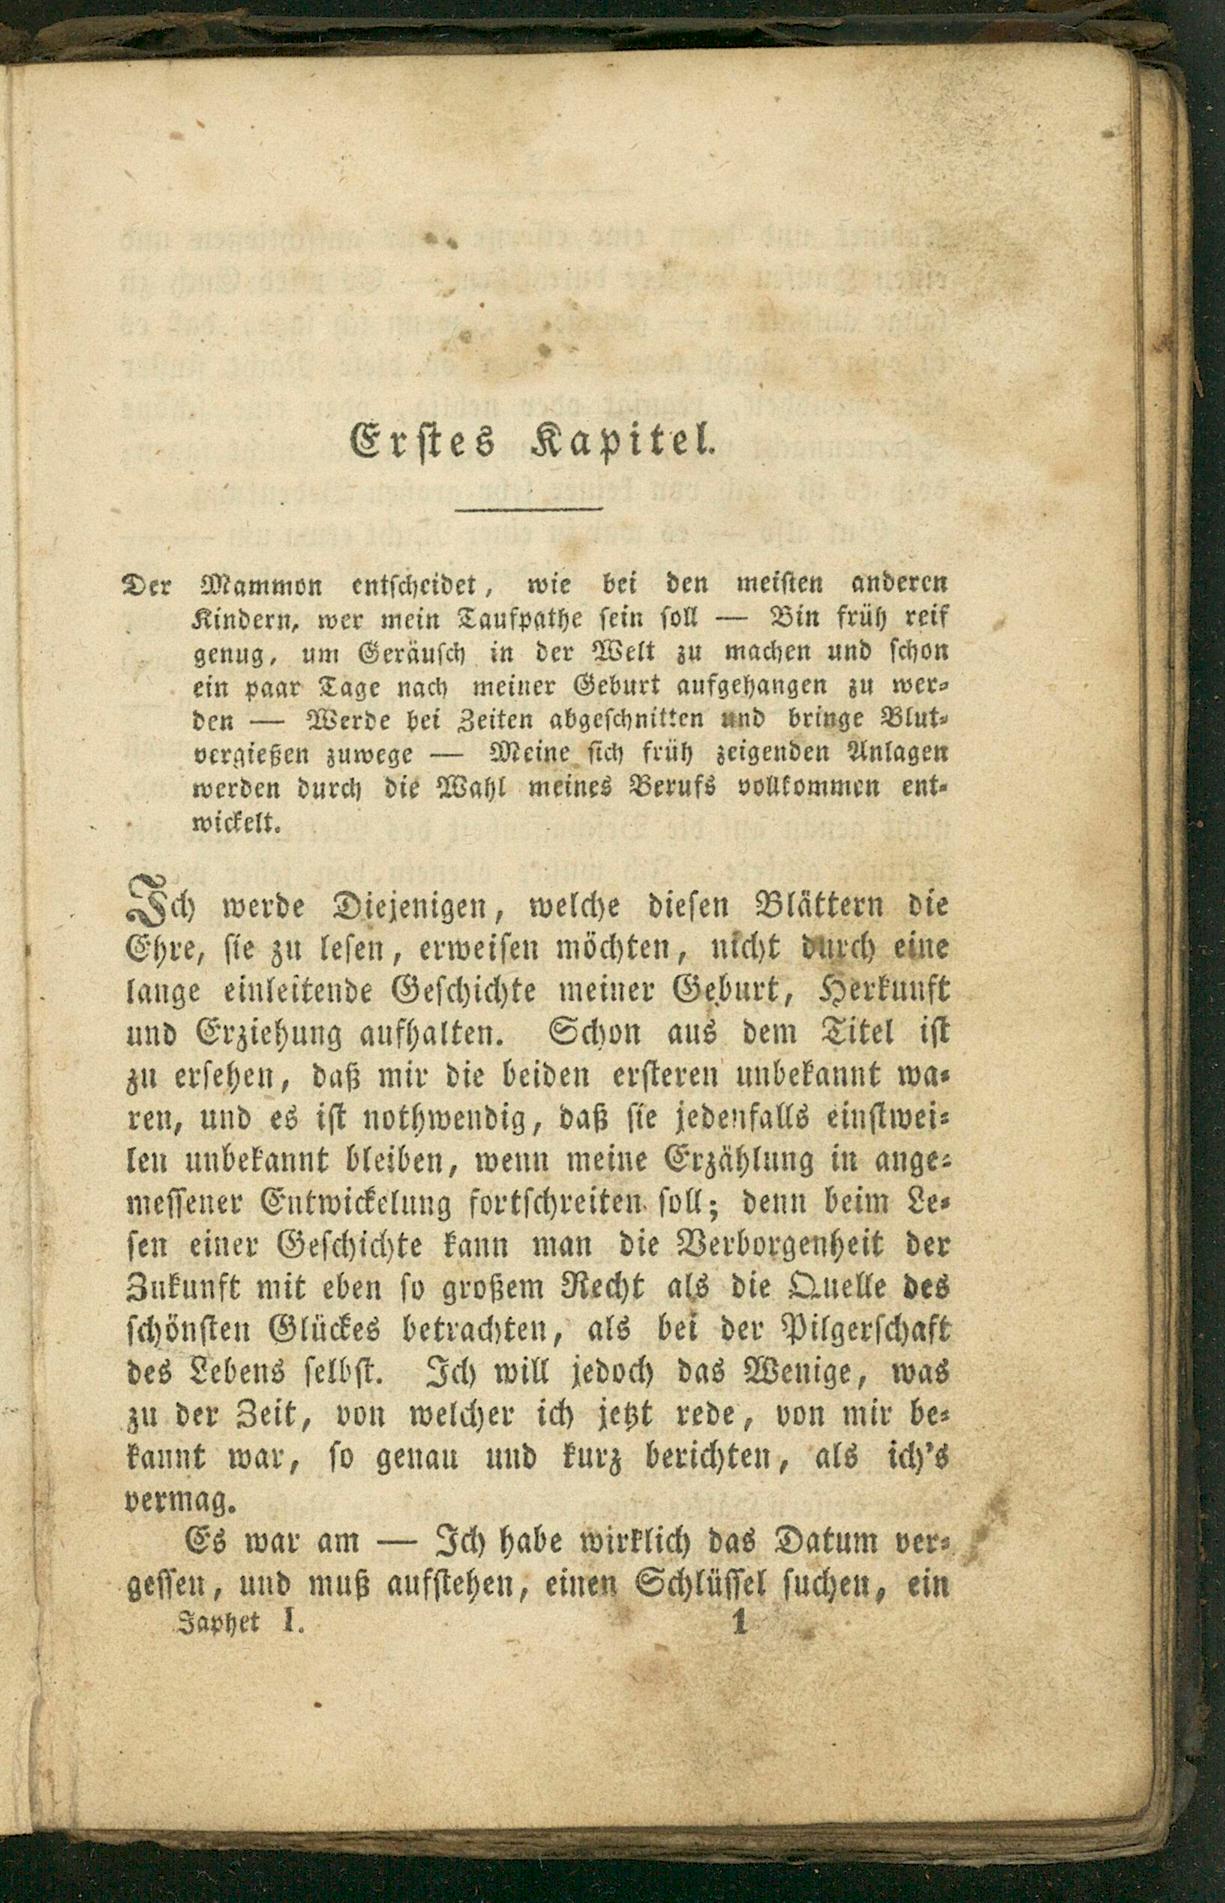 Erstes Kapitel.
Der Mammon entscheidet, wie bei den meisten anderen
Kindern, wer mein Taufpathe sein soll — Bin früh reif
genug, um Geräusch in der Welt zu machen und schon
ein paar Tage nach meiner Geburt aufgehangen zu wer-
den — Werde bei Zeiten abgeschnitten und bringe Blut-
vergießen zuwege — Meine sich früh zeigenden Anlagen
werden durch die Wahl meines Berufs vollkommen ent-
wickelt.
Ich werde Diejenigen, welche diesen Blättern die
Ehre, sie zu lesen, erweisen möchten, nicht durch eine
lange einleitende Geschichte meiner Geburt, Herkunft
und Erziehung aufhalten. Schon aus dem Titel ist
zu ersehen, daß mir die beiden ersteren unbekannt wa-
ren, und es ist nothwendig, daß sie jedenfalls einstwei-
len unbekannt bleiben, wenn meine Erzählung in ange-
messener Entwickelung fortschreiten soll; denn beim Le-
sen einer Geschichte kann man die Verborgenheit der
Zukunft mit eben so großem Recht als die Quelle des
schönsten Glückes betrachten, als bei der Pilgerschaft
des Lebens selbst. Ich will jedoch das Wenige, was
zu der Zeit, von welcher ich jetzt rede, von mir be-
kannt war, so genau und kurz berichten, als ich's
vermag.
Es war am — Ich habe wirklich das Datum ver-
gessen, und muß aufstehen, einen Schlüssel suchen, ein
Japhet I. 1